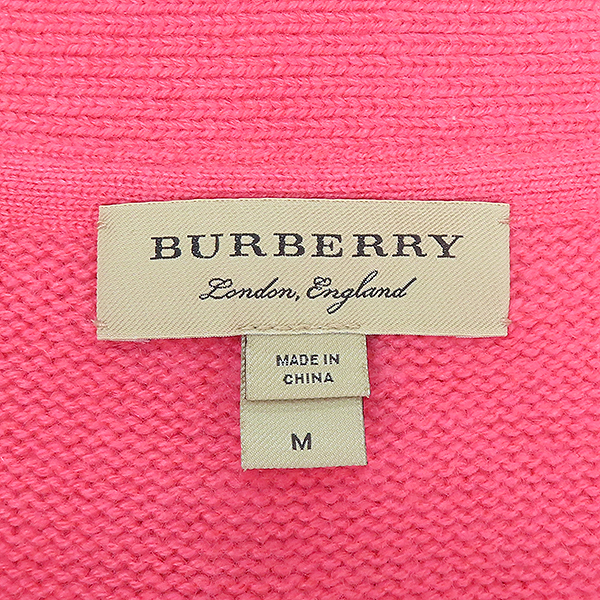 BURBERRY
London, England
MADE IN
CHINA
M